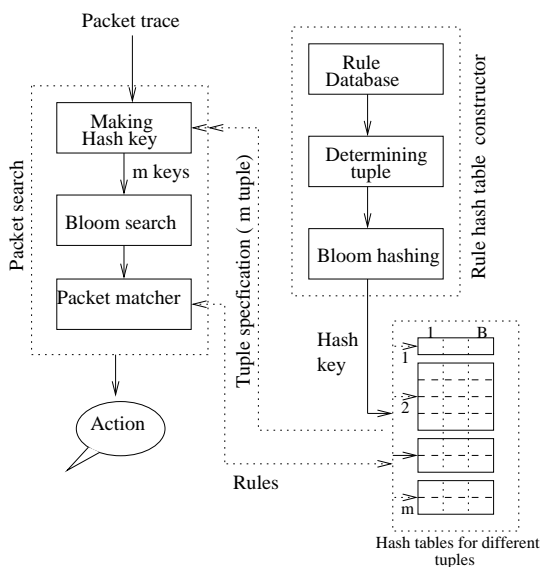 Packet trace
Packet search
Making
Hash key
m keys
Bloom search
Packet matcher
Action
Tuple specfication ( m tuple)
Rules
Rule
Database
Determining
tuple
Bloom hashing
Rule hash table constructor
Hash
key
1 B
1
2
m
Hash tables for different
tuples